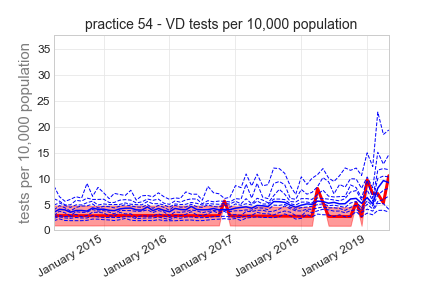 practice 54 - VD tests per 10,000 population
tests per 10,000 population
35
30
25
20
15
10
5
0
January 2015
January 2016
January 2017
January 2018
January 2019